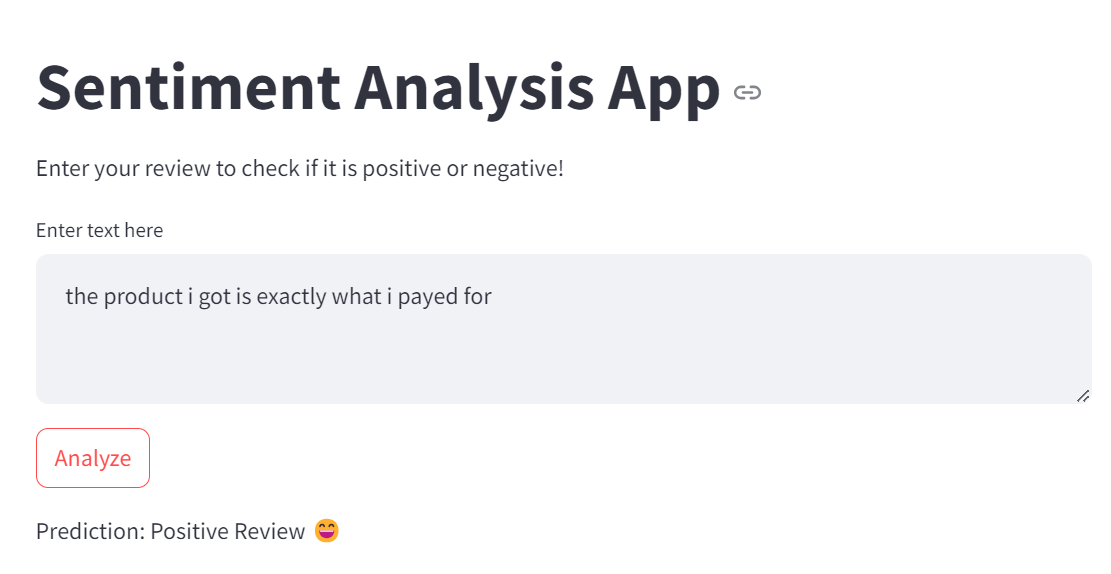 Sentiment Analysis App
Enter your review to check if it is positive or negative!
Enter text here
the product i got is exactly what i payed for
Analyze
Prediction: Positive Review 😄